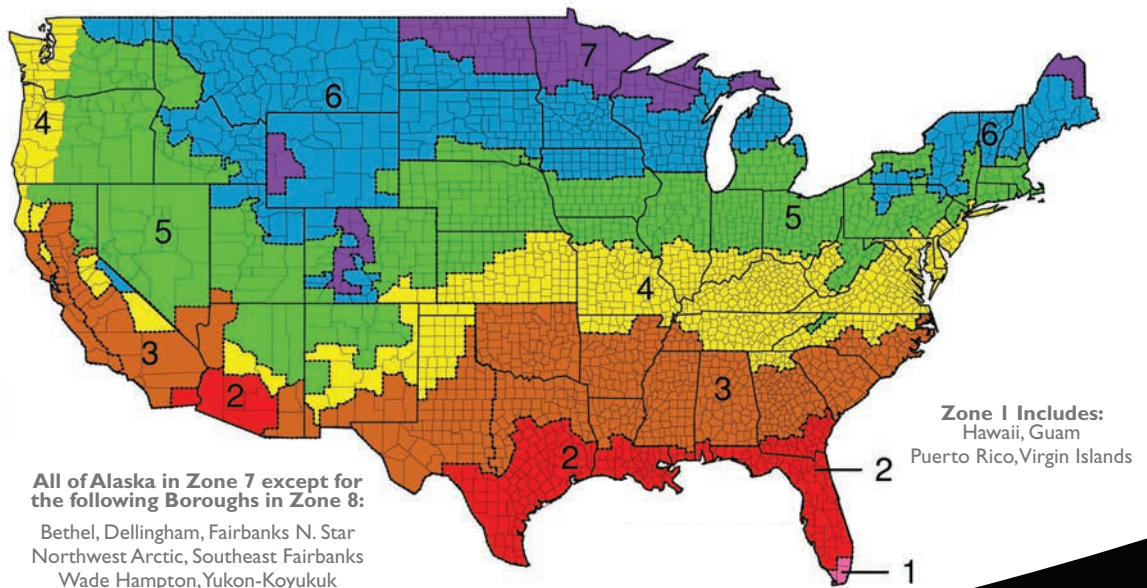 7
6
4
6
5
5
4
3
3
2
2
2
1
Zone 1 Includes:
Hawaii, Guam
Puerto Rico, Virgin Islands
All of Alaska in Zone 7 except for
the following Boroughs in Zone 8:
Bethel, Dellingham, Fairbanks N. Star
Northwest Arctic, Southeast Fairbanks
Wade Hampton, Yukon-Koyukuk